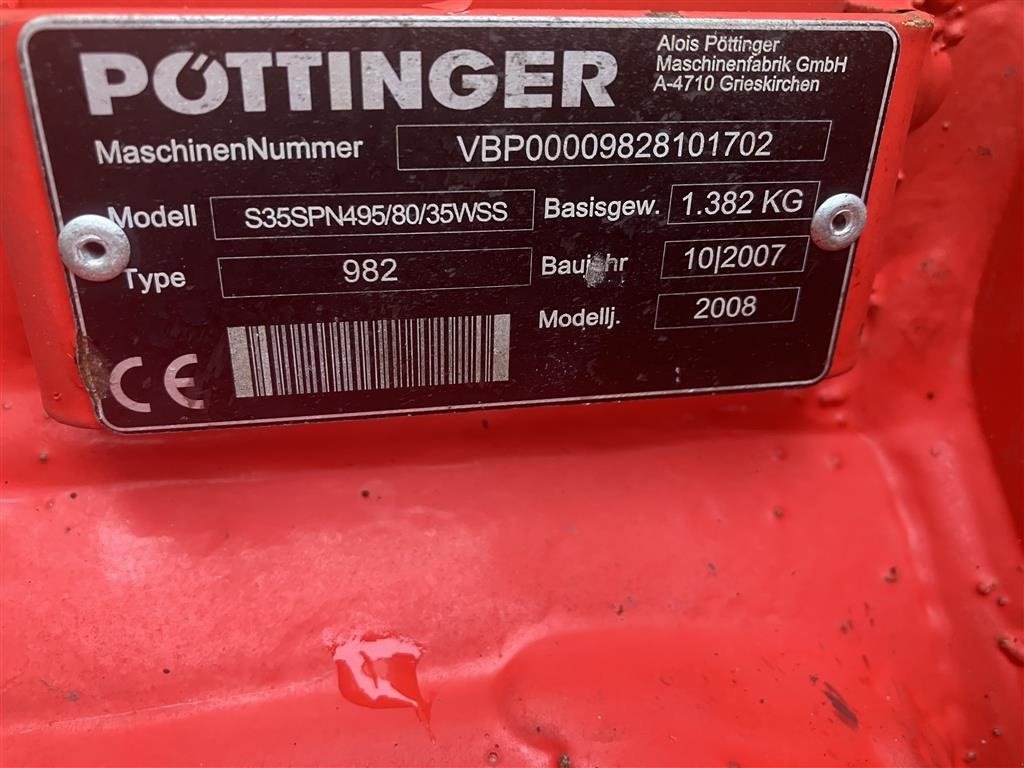 PÖTTINGER
Alois Pöttinger
Maschinenfabrik GmbH
A-4710 Grieskirchen
MaschinenNummer VBP00009828101702
Modell S35SPN495/80/35WSS Basisgew. 1.382 KG
Type 982 Baujahr 10|2007
Modellj. 2008
CE